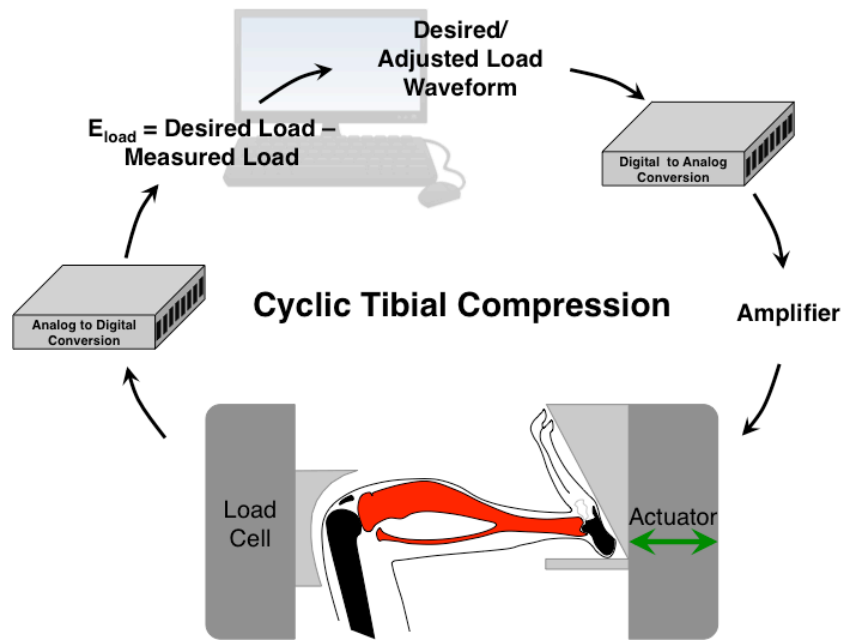 Desired/
Adjusted Load
Waveform
E_load = Desired Load –
Measured Load
Digital to Analog
Conversion
Analog to Digital
Conversion
Cyclic Tibial Compression
Amplifier
Load
Cell
Actuator